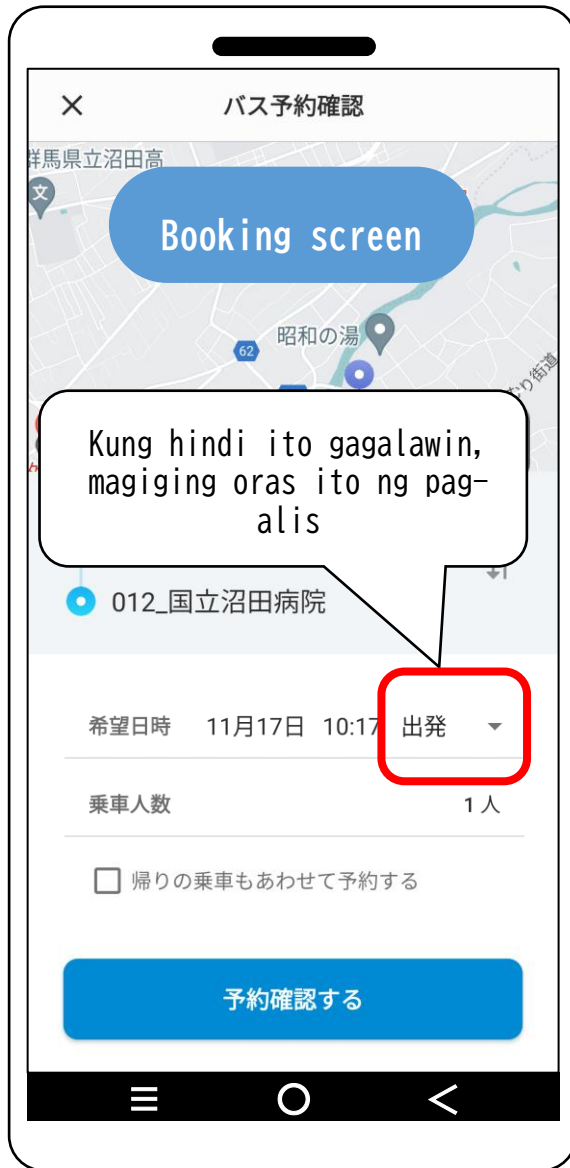 × バス予約確認
群馬県立沼田高
文
Booking screen
昭和の湯
62
Kung hindi ito gagalawin,
magiging oras ito ng pag-
alis
012_国立沼田病院
希望日時 11月17日 10:17 出発
乗車人数 1人
帰りの乗車もあわせて予約する
予約確認する